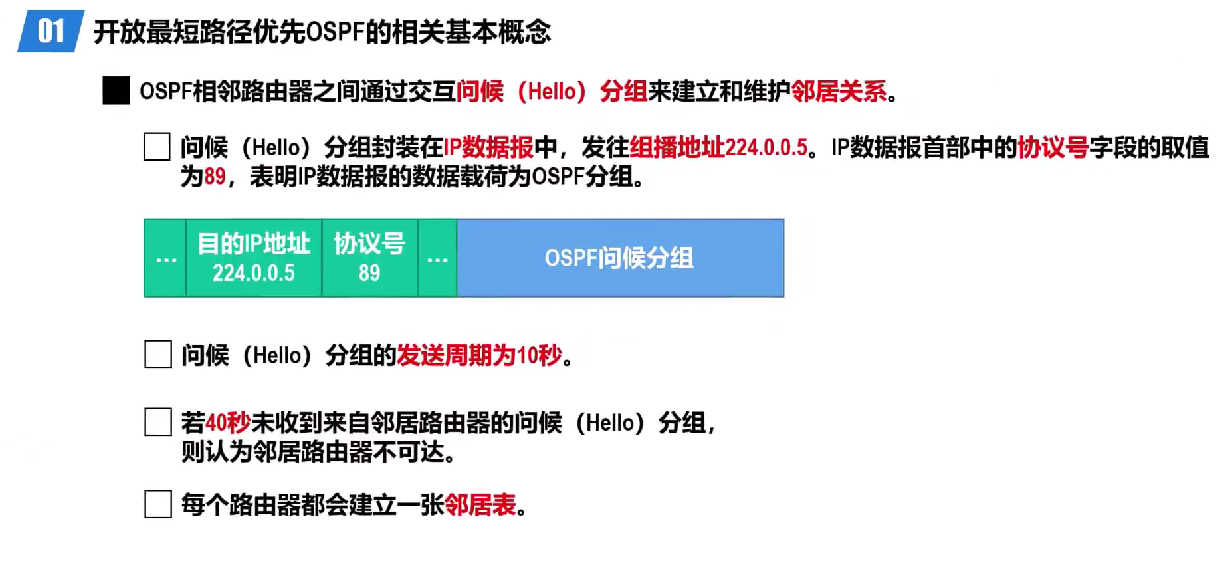 01 开放最短路径优先OSPF的相关基本概念
OSPF相邻路由器之间通过交互问候（Hello）分组来建立和维护邻居关系。
问候（Hello）分组封装在IP数据报中，发往组播地址224.0.0.5。IP数据报首部中的协议号字段的取值
为89，表明IP数据报的数据载荷为OSPF分组。
… 目的IP地址 协议号 … OSPF问候分组
224.0.0.5 89
问候（Hello）分组的发送周期为10秒。
若40秒未收到来自邻居路由器的问候（Hello）分组，
则认为邻居路由器不可达。
每个路由器都会建立一张邻居表。